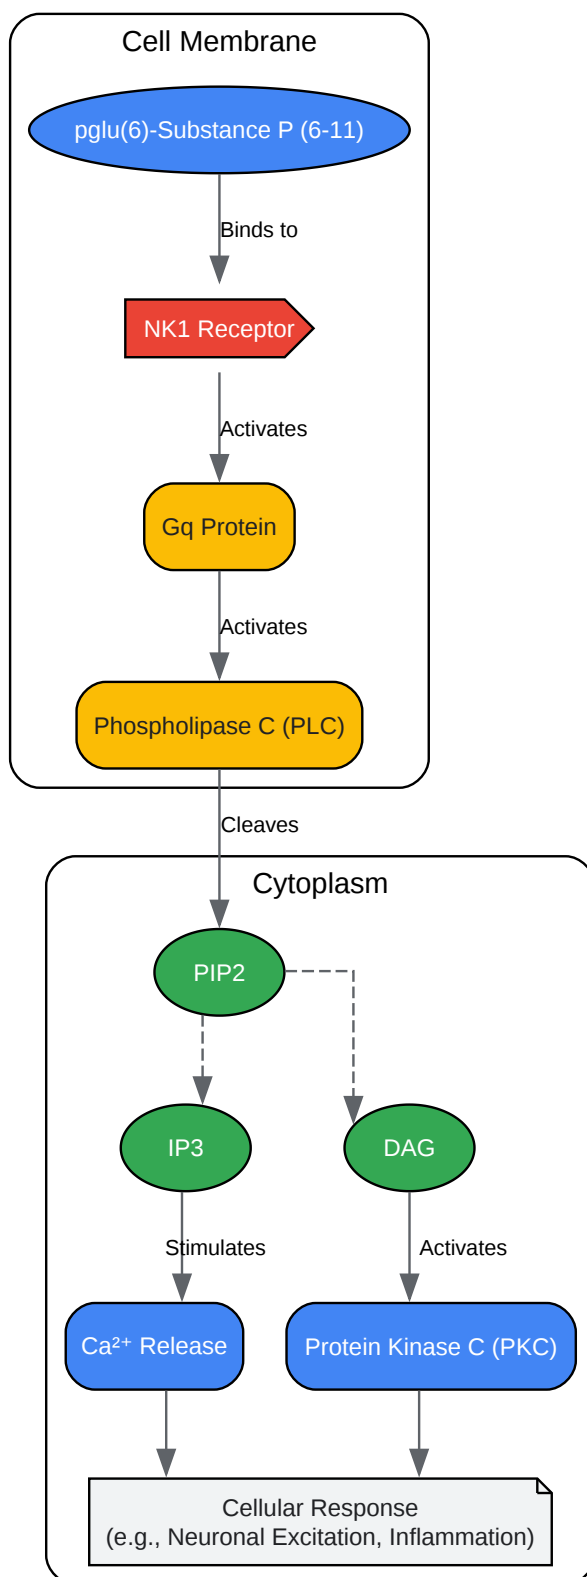 Cell Membrane
pglu(6)-Substance P (6-11)
Binds to
NK1 Receptor
Activates
Gq Protein
Activates
Phospholipase C (PLC)
Cleaves
Cytoplasm
PIP2
IP3
DAG
Stimulates
Activates
Ca²⁺ Release
Protein Kinase C (PKC)
Cellular Response
(e.g., Neuronal Excitation, Inflammation)